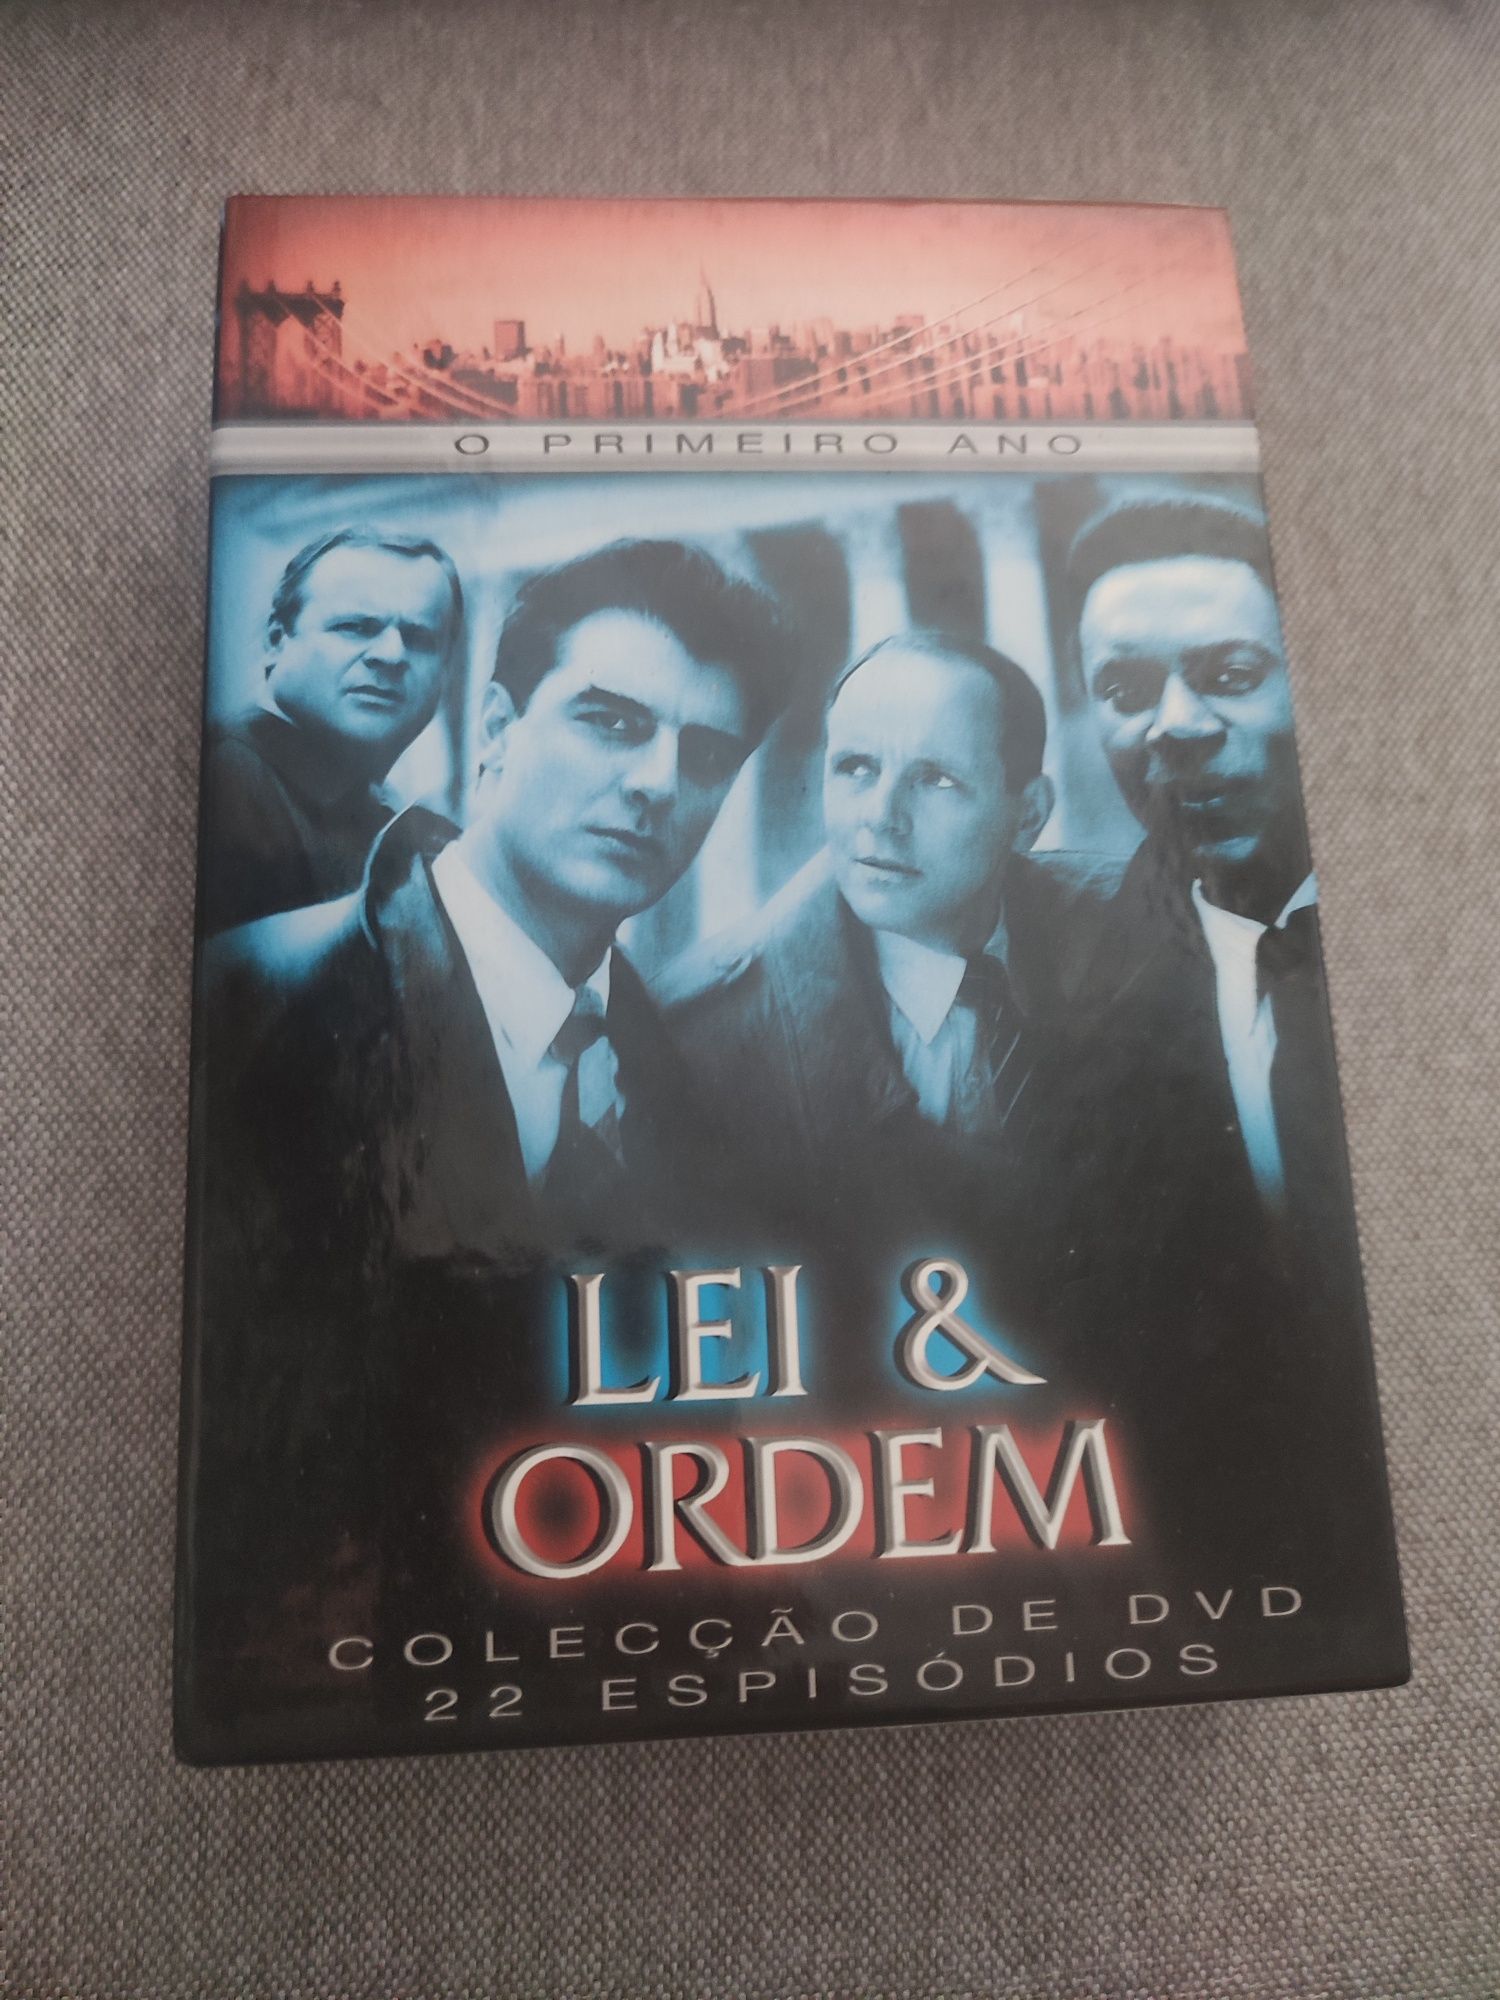 O PRIMEIRO ANO
LEI &
ORDEM
COLECÇÃO DE DVD
22 ESPISÓDIOS